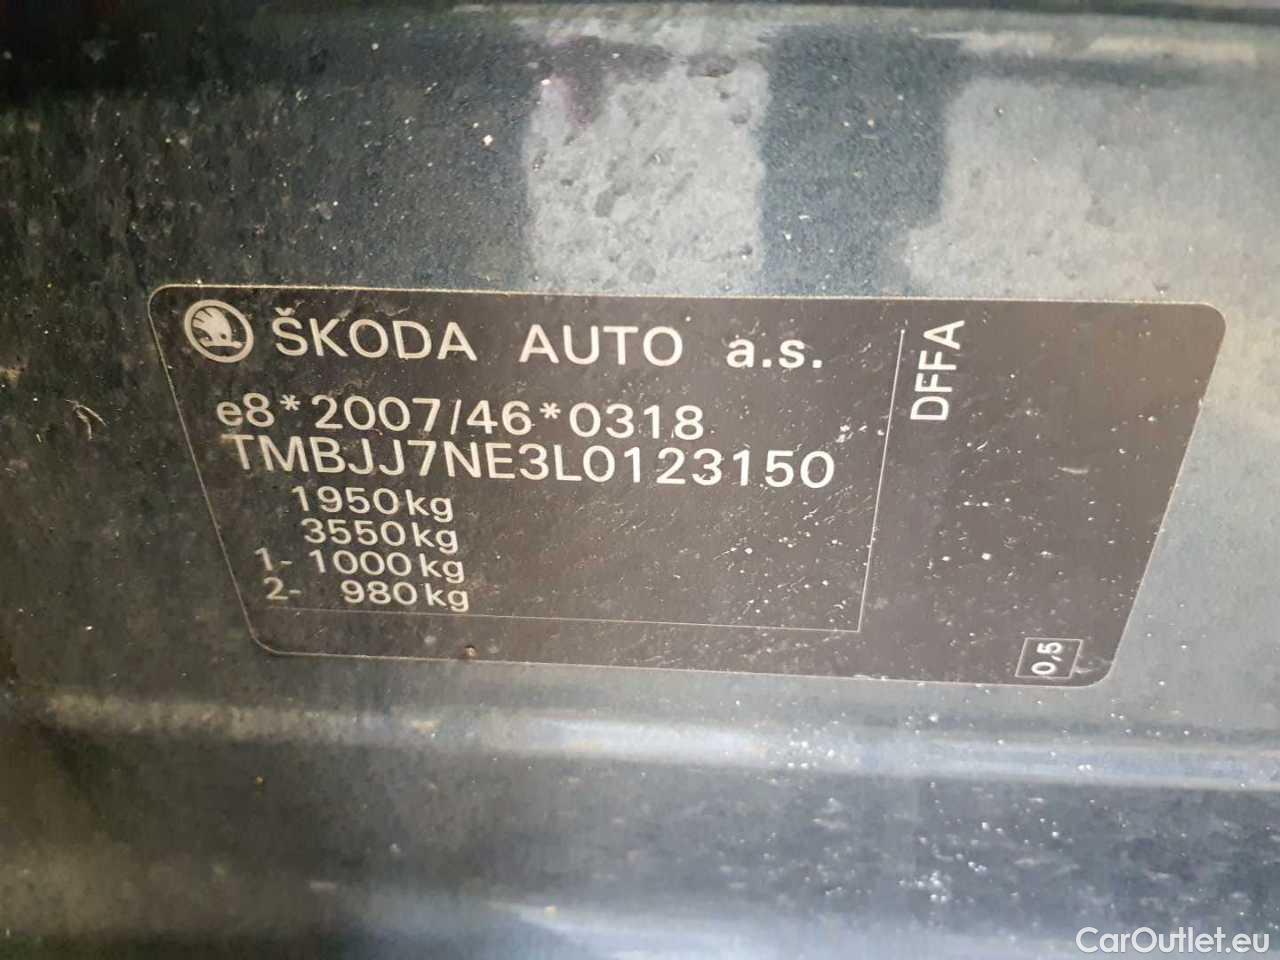 ŠKODA AUTO a.s.
e8*2007/46*0318
TMBJJ7NE3L0123150
1950kg
3550kg
1- 1000kg
2- 980kg
DFFA
0,5
CarOutlet.eu